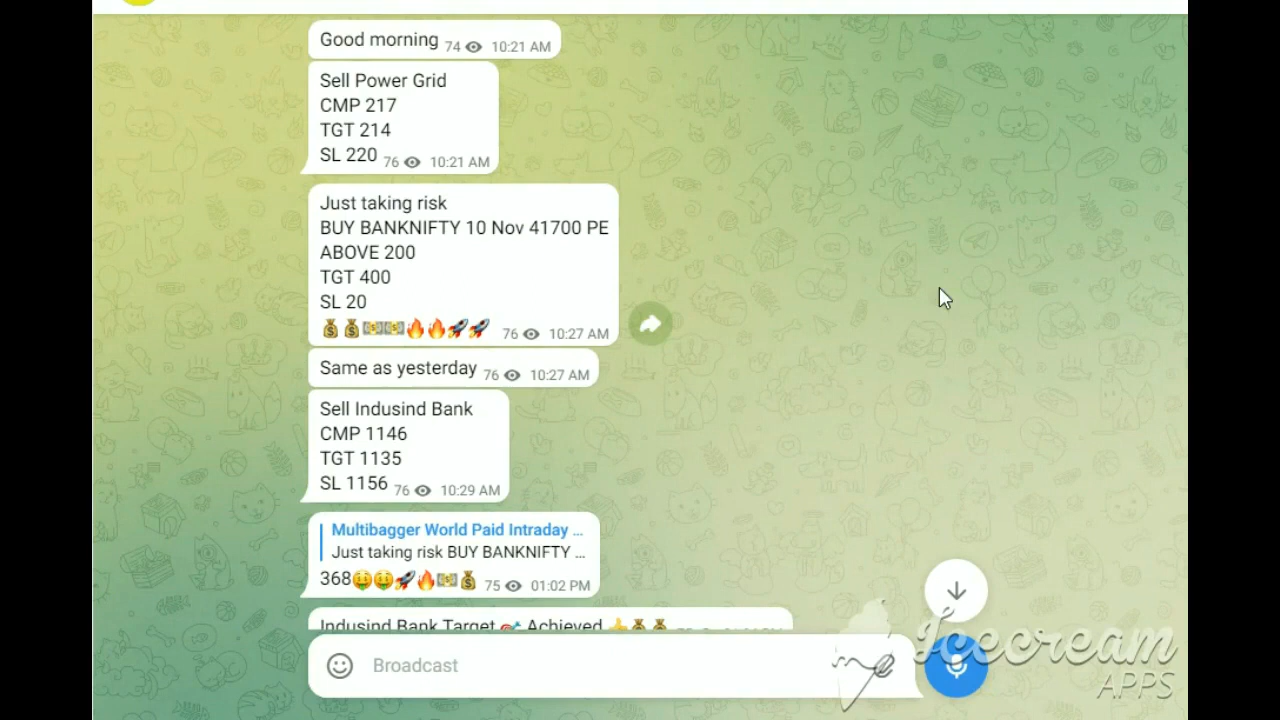 Good morning 74 10:21 AM
Sell Power Grid
CMP 217
TGT 214
SL 220 76 10:21 AM
Just taking risk
BUY BANKNIFTY 10 Nov 41700 PE
ABOVE 200
TGT 400
SL 20
💰💰💵💵🔥🔥🚀🚀 76 10:27 AM
Same as yesterday 76 10:27 AM
Sell Indusind Bank
CMP 1146
TGT 1135
SL 1156 76 10:29 AM
Multibagger World Paid Intraday ...
Just taking risk BUY BANKNIFTY ...
368🤑🤑🚀🔥💵💰 75 01:02 PM
Indusind Bank Target 🎯 Achieved 👍💰💰
Broadcast
Icecream
APPS